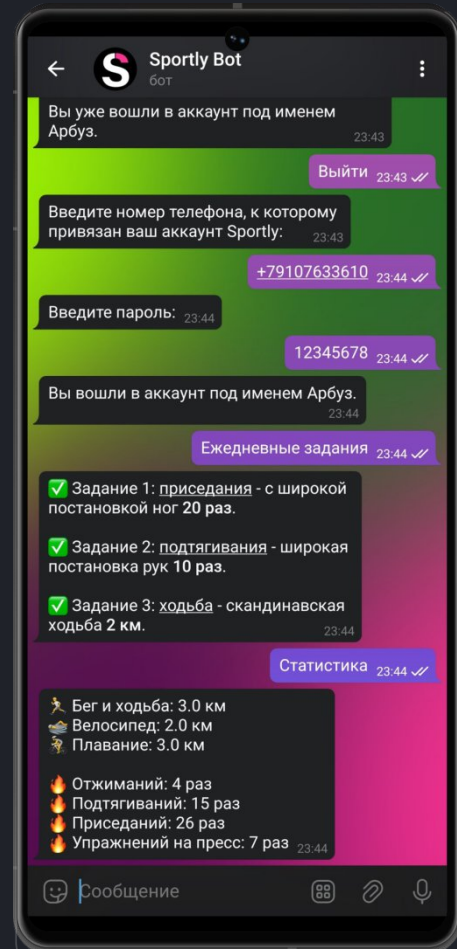 Sportly Bot
бот
Вы уже вошли в аккаунт под именем
Арбуз.
23:43
Выйти 23:43
Введите номер телефона, к которому
привязан ваш аккаунт Sportly: 23:43
+79107633610 23:44
Введите пароль: 23:44
12345678 23:44
Вы вошли в аккаунт под именем Арбуз.
23:44
Ежедневные задания 23:44
Задание 1: приседания - с широкой
постановкой ног 20 раз.
Задание 2: подтягивания - широкая
постановка рук 10 раз.
Задание 3: ходьба - скандинавская
ходьба 2 км. 23:44
Статистика 23:44
Бег и ходьба: 3.0 км
Велосипед: 2.0 км
Плавание: 3.0 км
Отжиманий: 4 раз
Подтягиваний: 15 раз
Приседаний: 26 раз
Упражнений на пресс: 7 раз 23:44
Сообщение